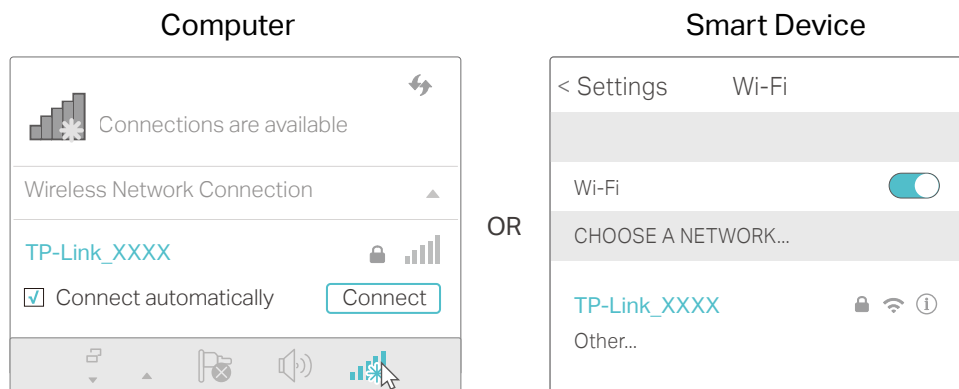 Computer
Connections are available
Wireless Network Connection
TP-Link_XXXX
Connect automatically
Connect
OR
Smart Device
< Settings
Wi-Fi
Wi-Fi
CHOOSE A NETWORK...
TP-Link_XXXX
Other...